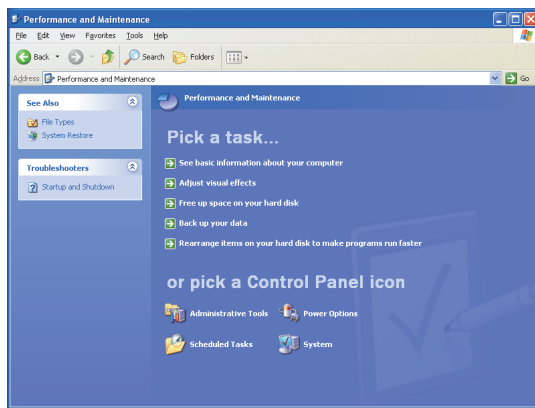 Performance and Maintenance
File Edit View Favorites Tools Help
Back Search Folders
Address Performance and Maintenance Go
See Also
File Types
System Restore
Troubleshooters
Startup and Shutdown
Performance and Maintenance
Pick a task...
See basic information about your computer
Adjust visual effects
Free up space on your hard disk
Back up your data
Rearrange items on your hard disk to make programs run faster
or pick a Control Panel icon
Administrative Tools Power Options
Scheduled Tasks System